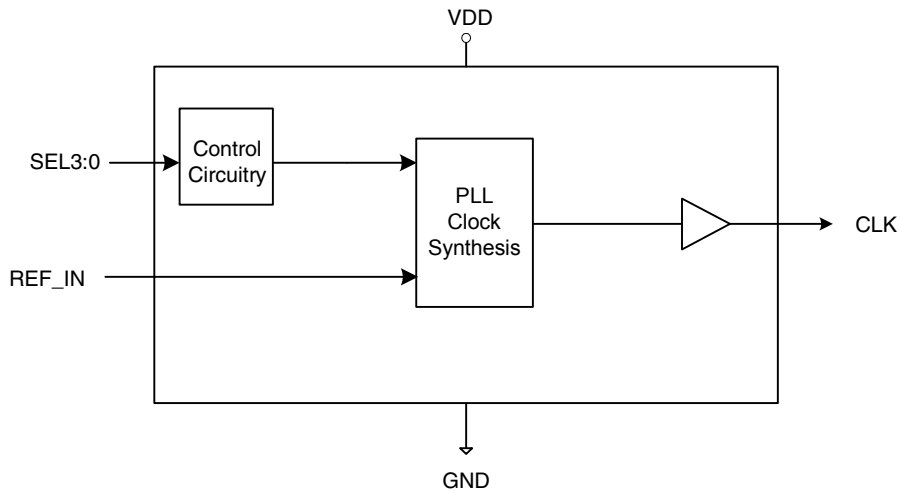 VDD
SEL3:0
Control
Circuitry
PLL
Clock
Synthesis
CLK
REF_IN
GND